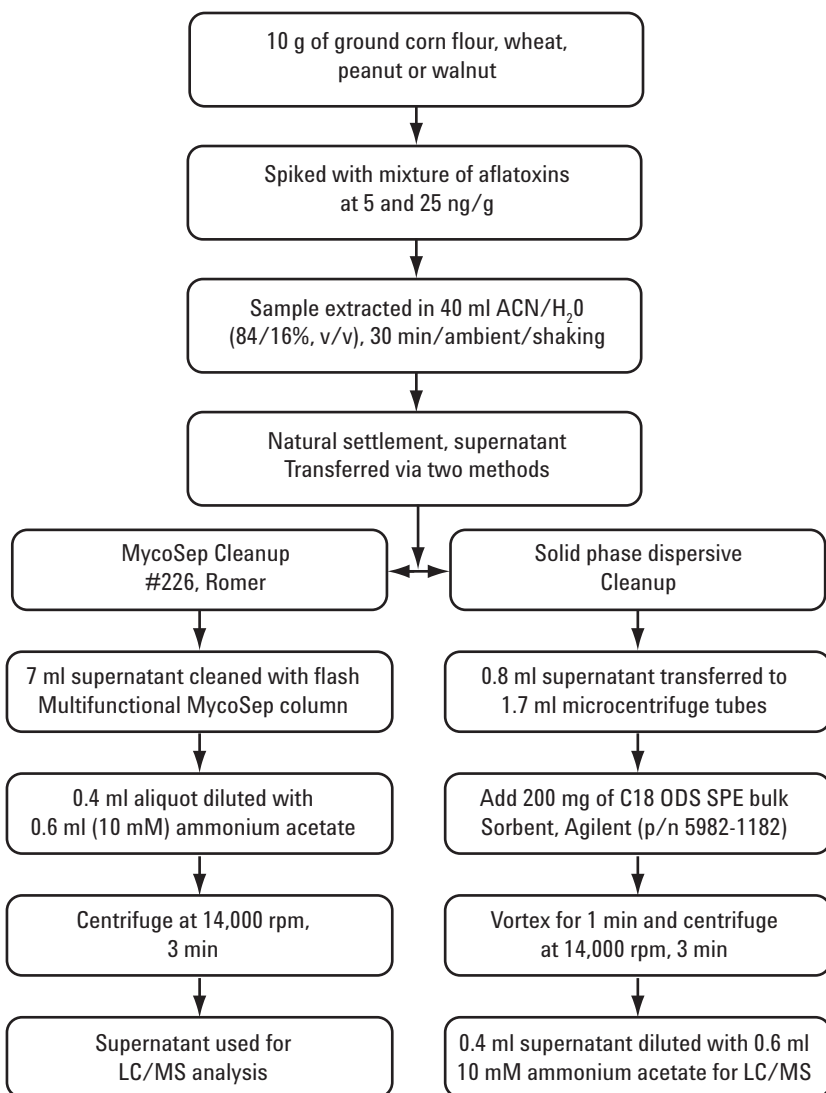 10 g of ground corn flour, wheat,
peanut or walnut
Spiked with mixture of aflatoxins
at 5 and 25 ng/g
Sample extracted in 40 ml ACN/H₂0
(84/16%, v/v), 30 min/ambient/shaking
Natural settlement, supernatant
Transferred via two methods
MycoSep Cleanup
#226, Romer
7 ml supernatant cleaned with flash
Multifunctional MycoSep column
0.4 ml aliquot diluted with
0.6 ml (10 mM) ammonium acetate
Centrifuge at 14,000 rpm,
3 min
Supernatant used for
LC/MS analysis
Solid phase dispersive
Cleanup
0.8 ml supernatant transferred to
1.7 ml microcentrifuge tubes
Add 200 mg of C18 ODS SPE bulk
Sorbent, Agilent (p/n 5982-1182)
Vortex for 1 min and centrifuge
at 14,000 rpm, 3 min
0.4 ml supernatant diluted with 0.6 ml
10 mM ammonium acetate for LC/MS